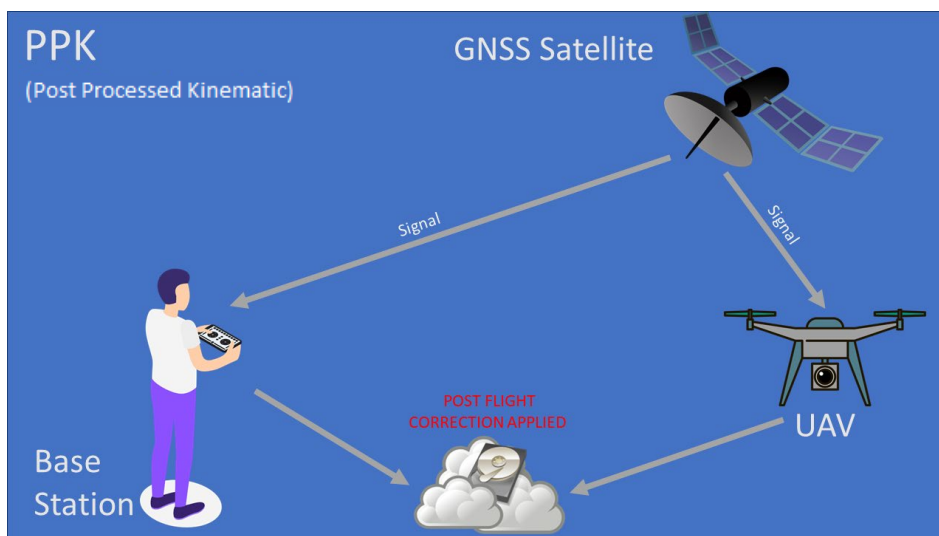 PPK
(Post Processed Kinematic)
GNSS Satellite
Signal
Signal
POST FLIGHT
CORRECTION APPLIED
UAV
Base
Station